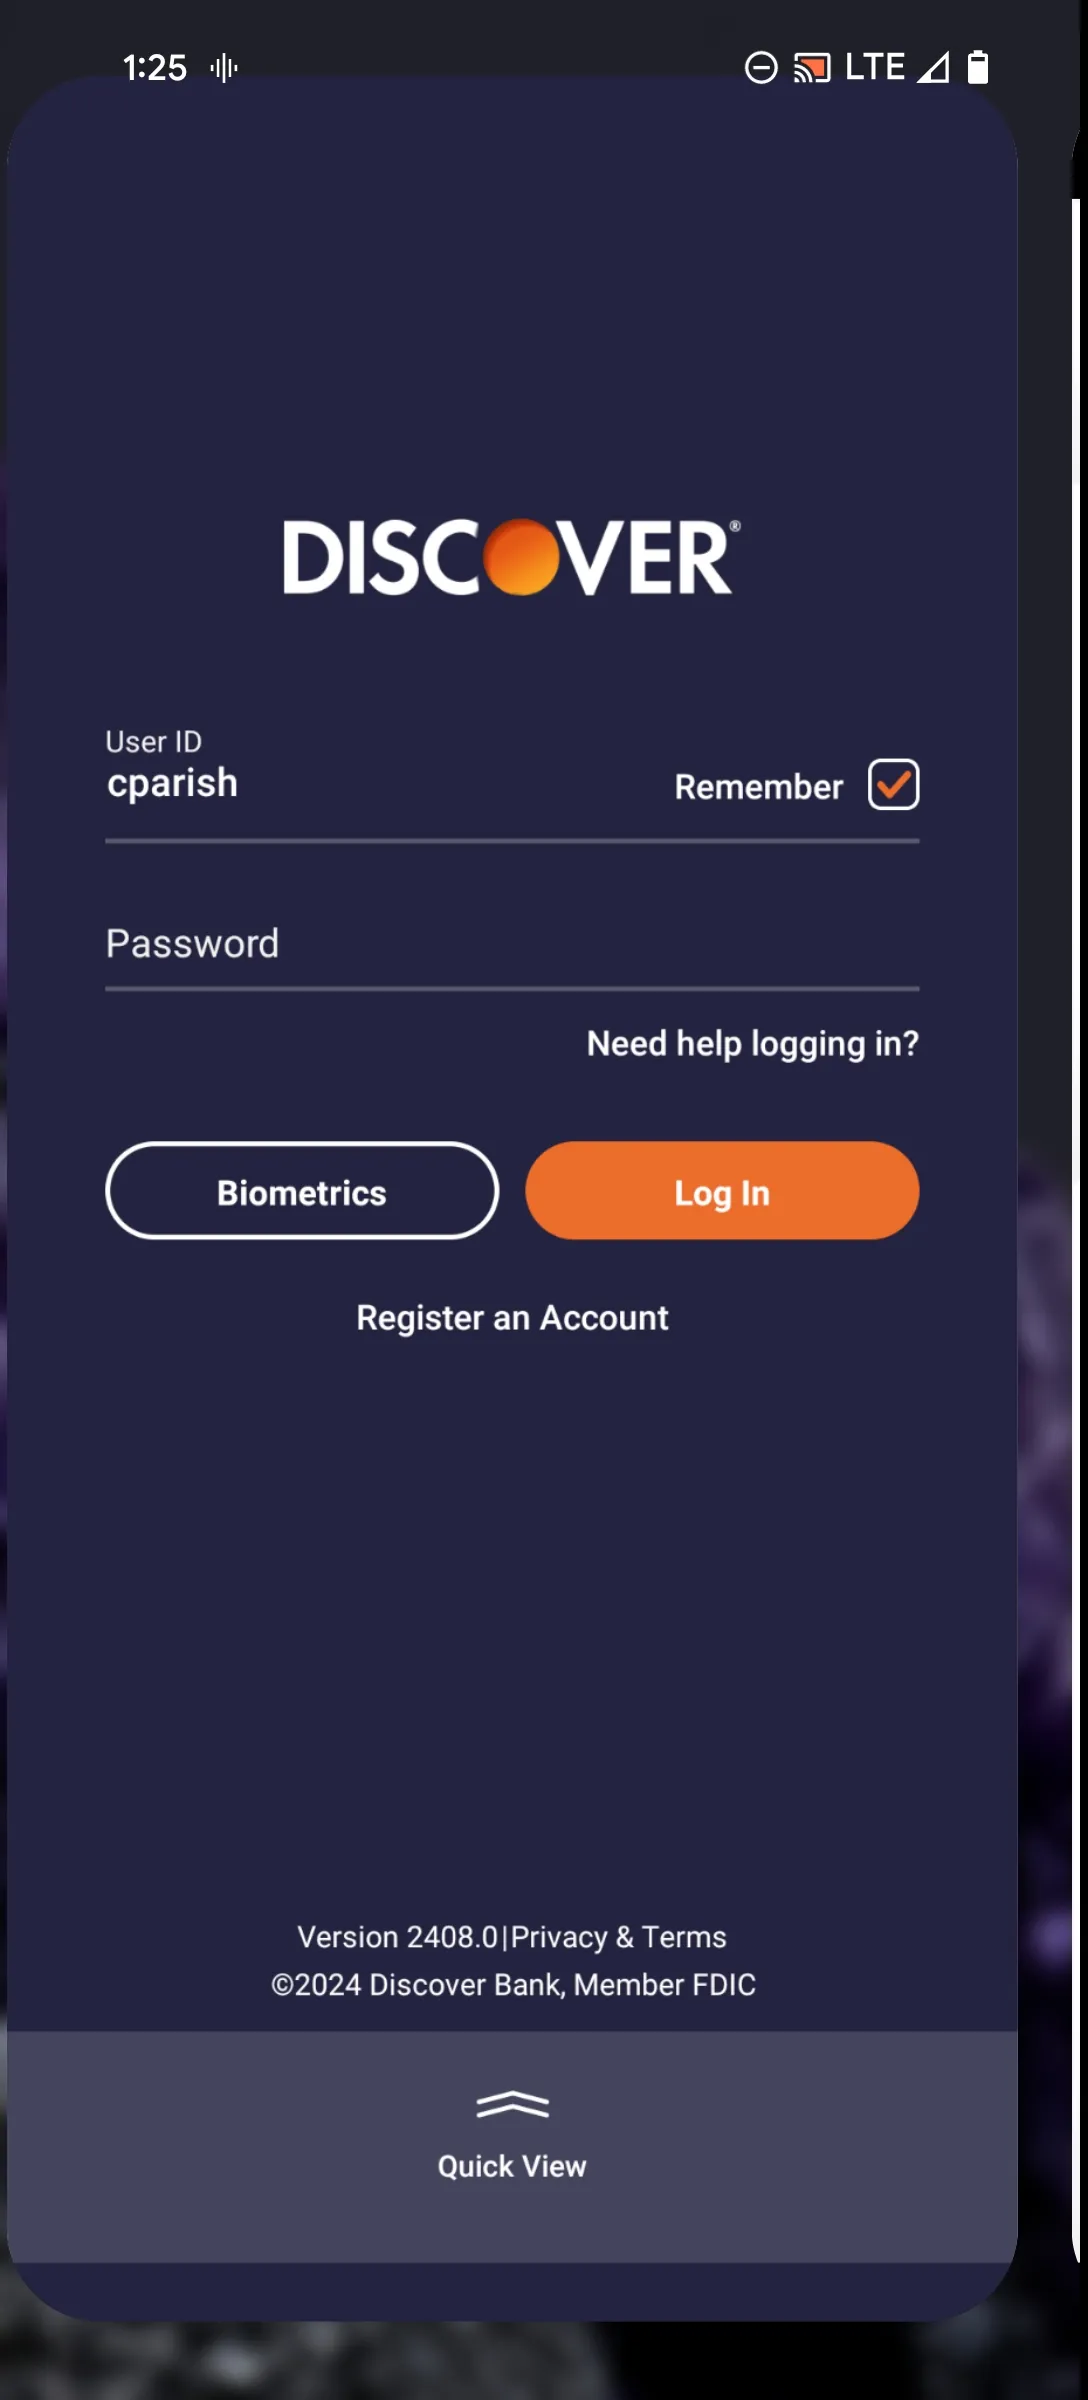 1:25 LTE
DISCOVER®
User ID
cparish Remember
Password
Need help logging in?
Biometrics Log In
Register an Account
Version 2408.0|Privacy & Terms
©2024 Discover Bank, Member FDIC
Quick View